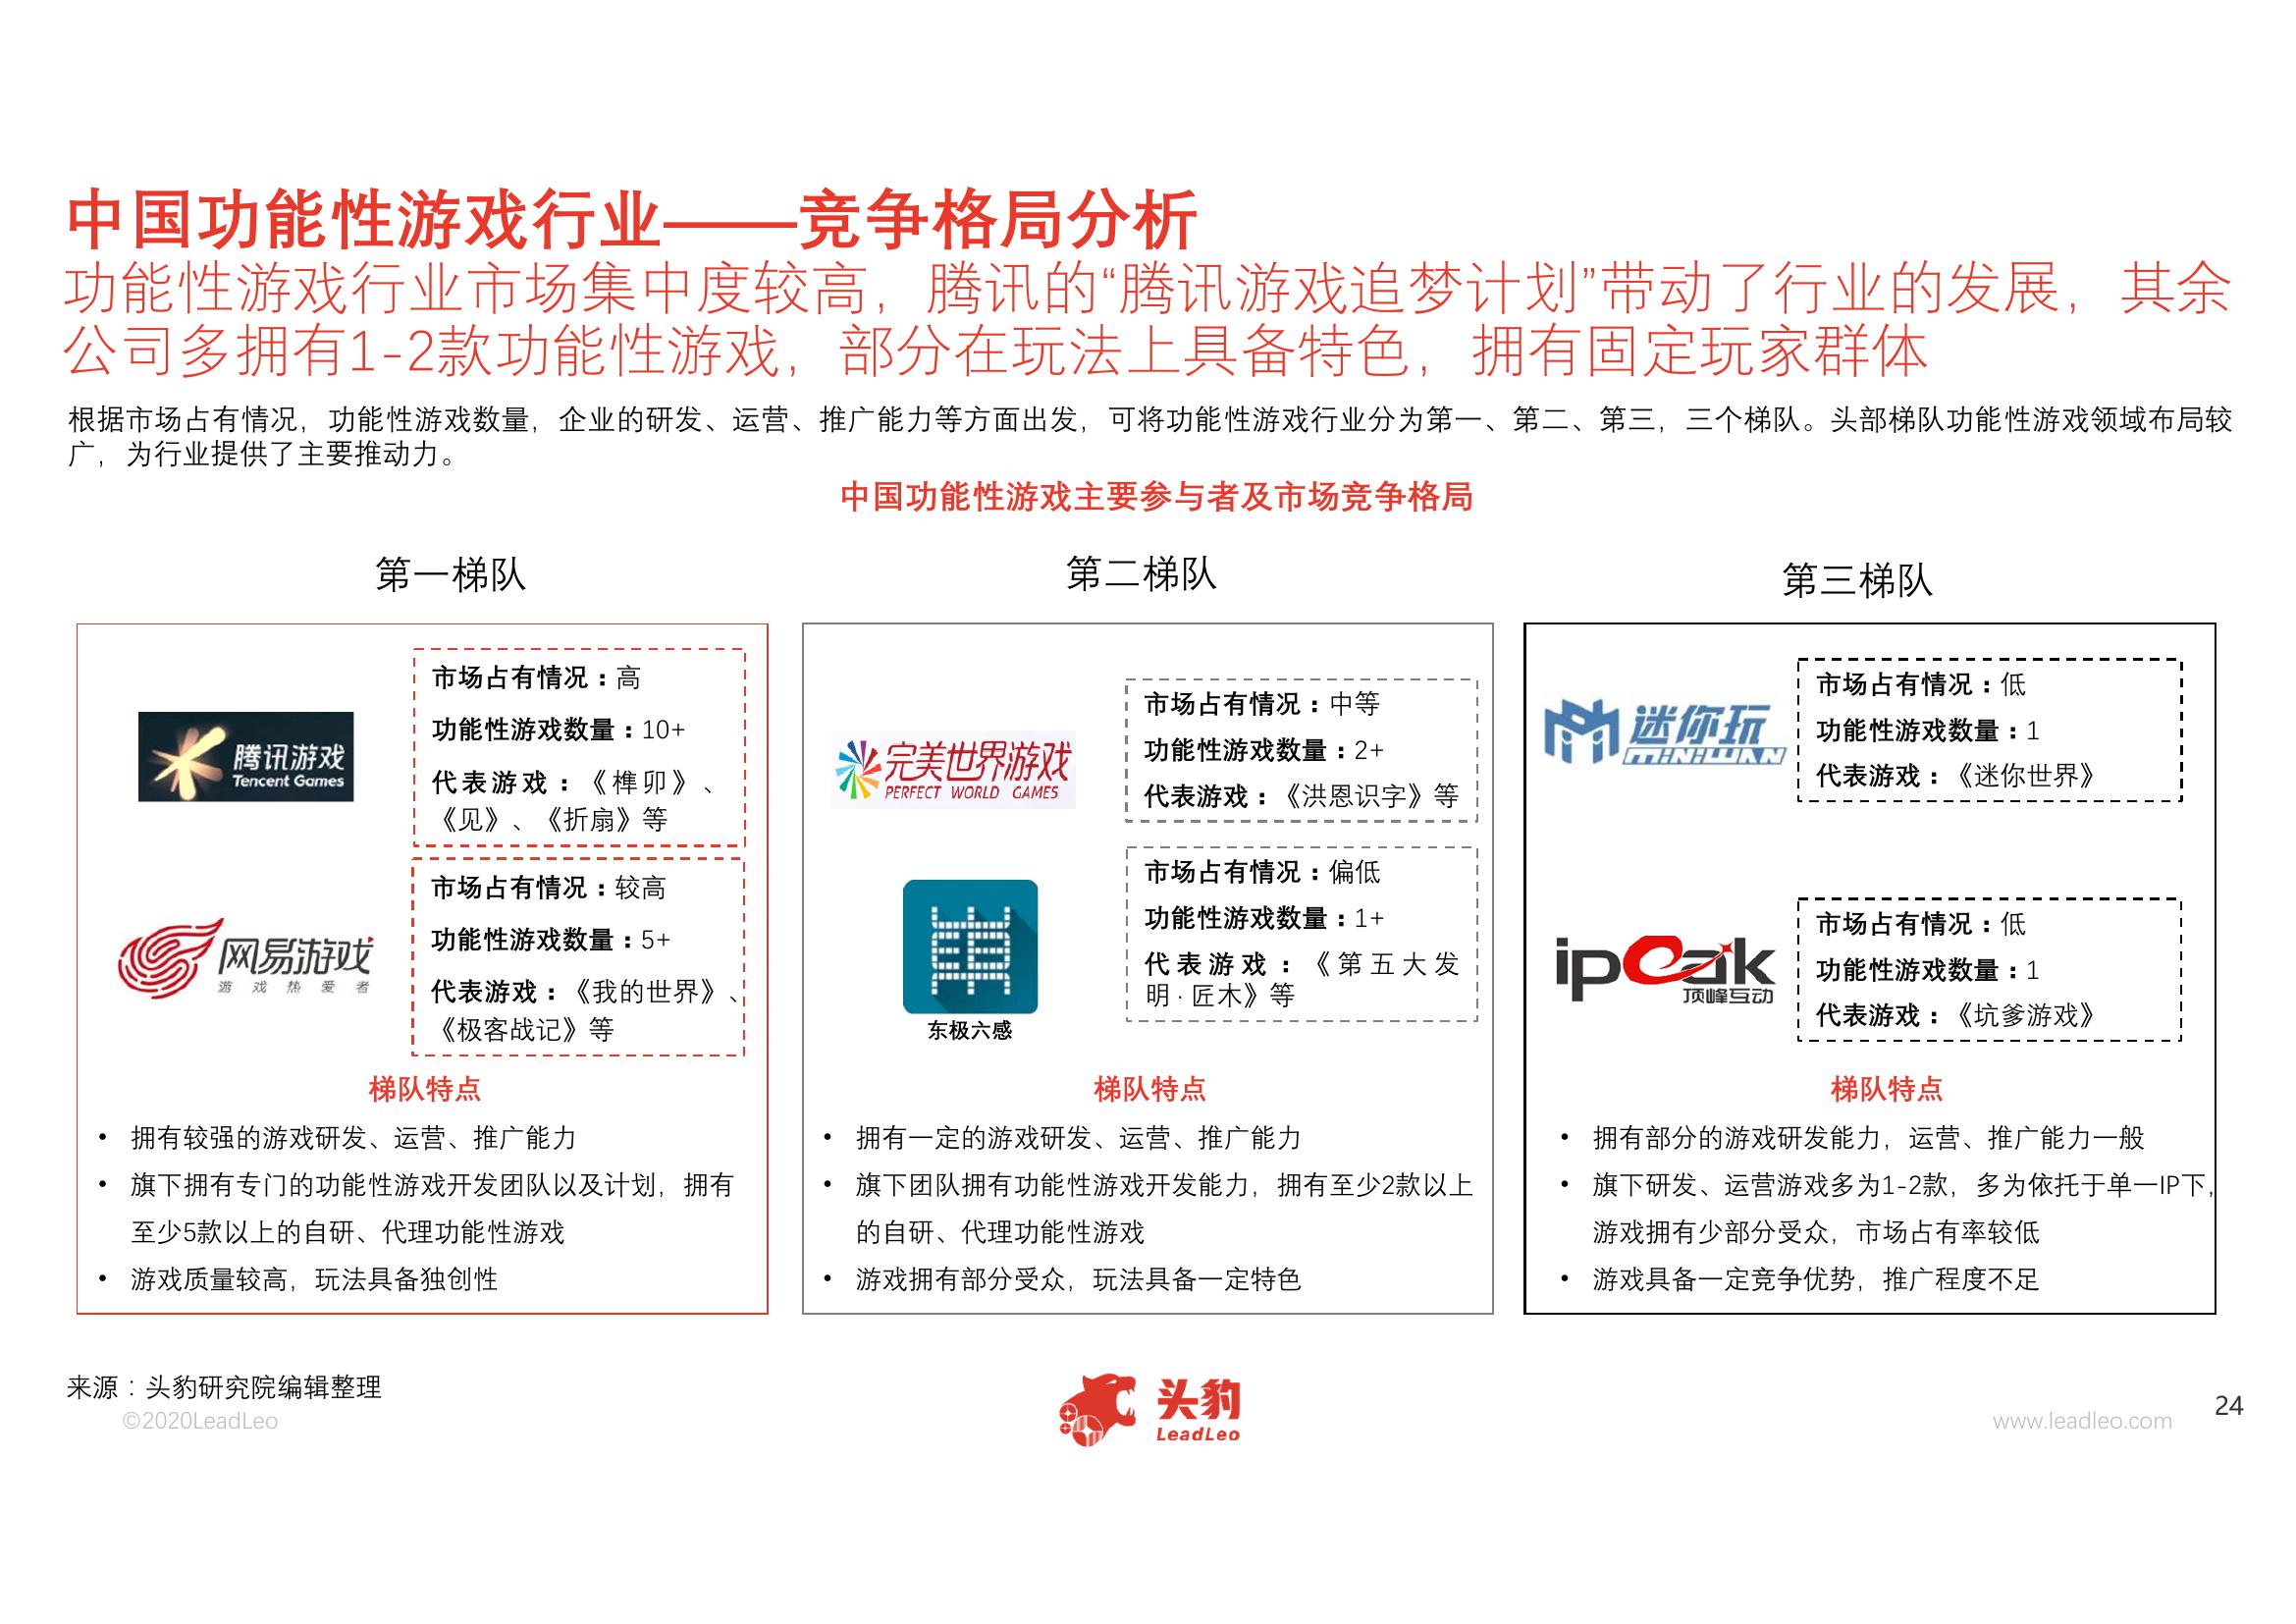 中国功能性游戏行业——竞争格局分析
功能性游戏行业市场集中度较高，腾讯的“腾讯游戏追梦计划”带动了行业的发展，其余
公司多拥有1-2款功能性游戏，部分在玩法上具备特色，拥有固定玩家群体
根据市场占有情况，功能性游戏数量，企业的研发、运营、推广能力等方面出发，可将功能性游戏行业分为第一、第二、第三，三个梯队。头部梯队功能性游戏领域布局较
广，为行业提供了主要推动力。
中国功能性游戏主要参与者及市场竞争格局
第一梯队
腾讯游戏
Tencent Games
市场占有情况：高
功能性游戏数量：10+
代表游戏：《榫卯》、
《见》、《折扇》等
网易游戏
游戏热爱者
市场占有情况：较高
功能性游戏数量：5+
代表游戏：《我的世界》、
《极客战记》等
梯队特点
• 拥有较强的游戏研发、运营、推广能力
• 旗下拥有专门的功能性游戏开发团队以及计划，拥有
至少5款以上的自研、代理功能性游戏
• 游戏质量较高，玩法具备独创性
第二梯队
完美世界游戏
PERFECT WORLD GAMES
市场占有情况：中等
功能性游戏数量：2+
代表游戏：《洪恩识字》等
东极六感
市场占有情况：偏低
功能性游戏数量：1+
代表游戏：《第五大发
明·匠木》等
梯队特点
• 拥有一定的游戏研发、运营、推广能力
• 旗下团队拥有功能性游戏开发能力，拥有至少2款以上
的自研、代理功能性游戏
• 游戏拥有部分受众，玩法具备一定特色
第三梯队
迷你玩
MINIWAN
市场占有情况：低
功能性游戏数量：1
代表游戏：《迷你世界》
ipeak
顶峰互动
市场占有情况：低
功能性游戏数量：1
代表游戏：《坑爹游戏》
梯队特点
• 拥有部分的游戏研发能力，运营、推广能力一般
• 旗下研发、运营游戏多为1-2款，多为依托于单一IP下，
游戏拥有少部分受众，市场占有率较低
• 游戏具备一定竞争优势，推广程度不足
来源：头豹研究院编辑整理
©2020LeadLeo
头豹
LeadLeo
www.leadleo.com
24